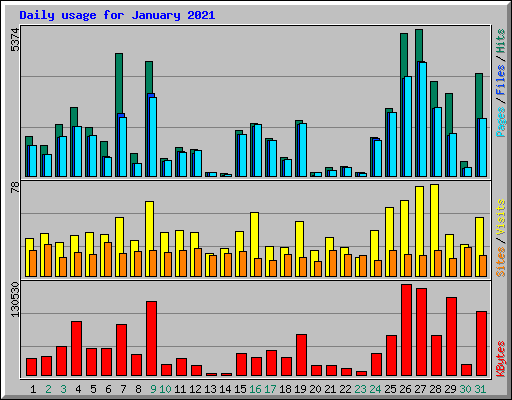 Daily usage for January 2021
5374
Pages / Files / Hits
78
Sites / Visits
130530
KBytes
1 2 3 4 5 6 7 8 9 10 11 12 13 14 15 16 17 18 19 20 21 22 23 24 25 26 27 28 29 30 31